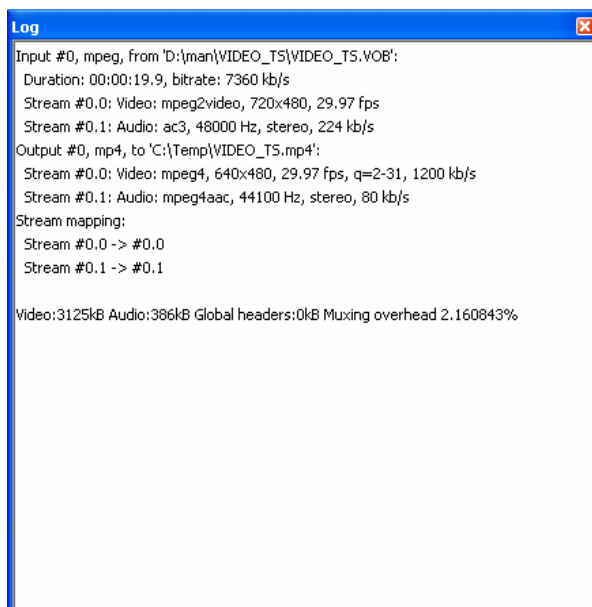 Log
Input #0, mpeg, from 'D:\man\VIDEO_TS\VIDEO_TS.VOB':
Duration: 00:00:19.9, bitrate: 7360 kb/s
Stream #0.0: Video: mpeg2video, 720x480, 29.97 fps
Stream #0.1: Audio: ac3, 48000 Hz, stereo, 224 kb/s
Output #0, mp4, to 'C:\Temp\VIDEO_TS.mp4':
Stream #0.0: Video: mpeg4, 640x480, 29.97 fps, q=2-31, 1200 kb/s
Stream #0.1: Audio: mpeg4aac, 44100 Hz, stereo, 80 kb/s
Stream mapping:
Stream #0.0 -> #0.0
Stream #0.1 -> #0.1
Video:3125kB Audio:386kB Global headers:0kB Muxing overhead 2.160843%